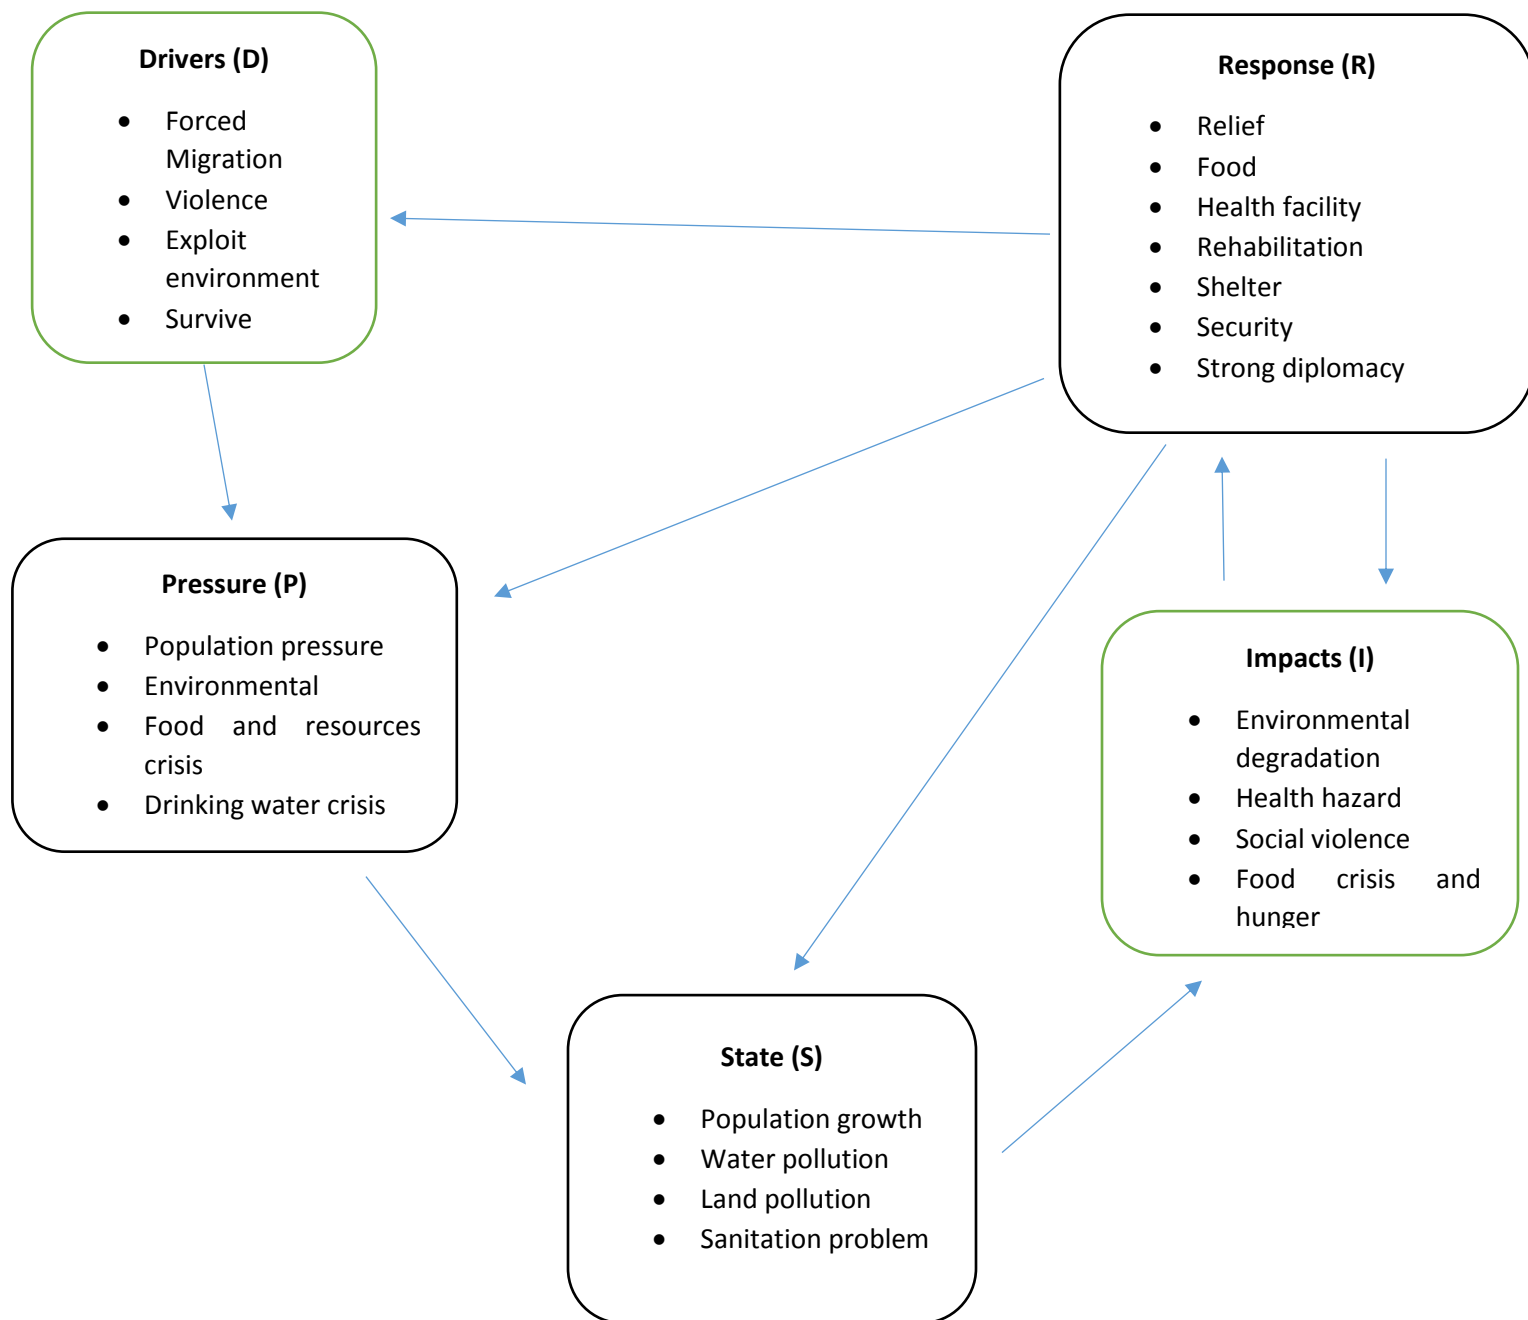 Drivers (D)
• Forced
Migration
• Violence
• Exploit
environment
• Survive
Response (R)
• Relief
• Food
• Health facility
• Rehabilitation
• Shelter
• Security
• Strong diplomacy
Pressure (P)
• Population pressure
• Environmental
• Food and resources
crisis
• Drinking water crisis
Impacts (I)
• Environmental
degradation
• Health hazard
• Social violence
• Food crisis and
hunger
State (S)
• Population growth
• Water pollution
• Land pollution
• Sanitation problem